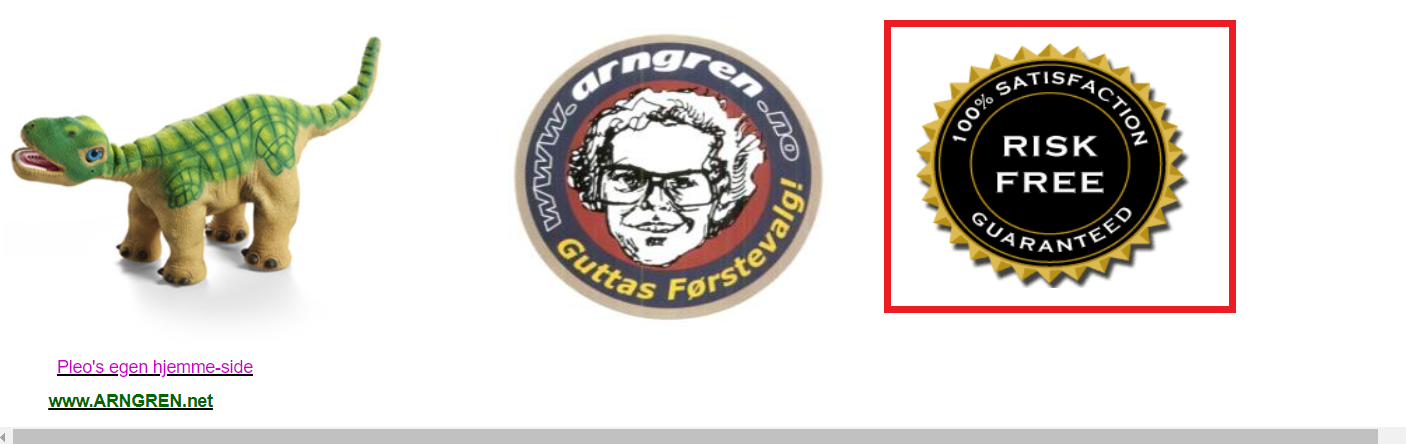 www.arngren.no
Guttas Førstevalg!
100% SATISFACTION
RISK
FREE
GUARANTEED
Pleo's egen hjemme-side
www.ARNGREN.net